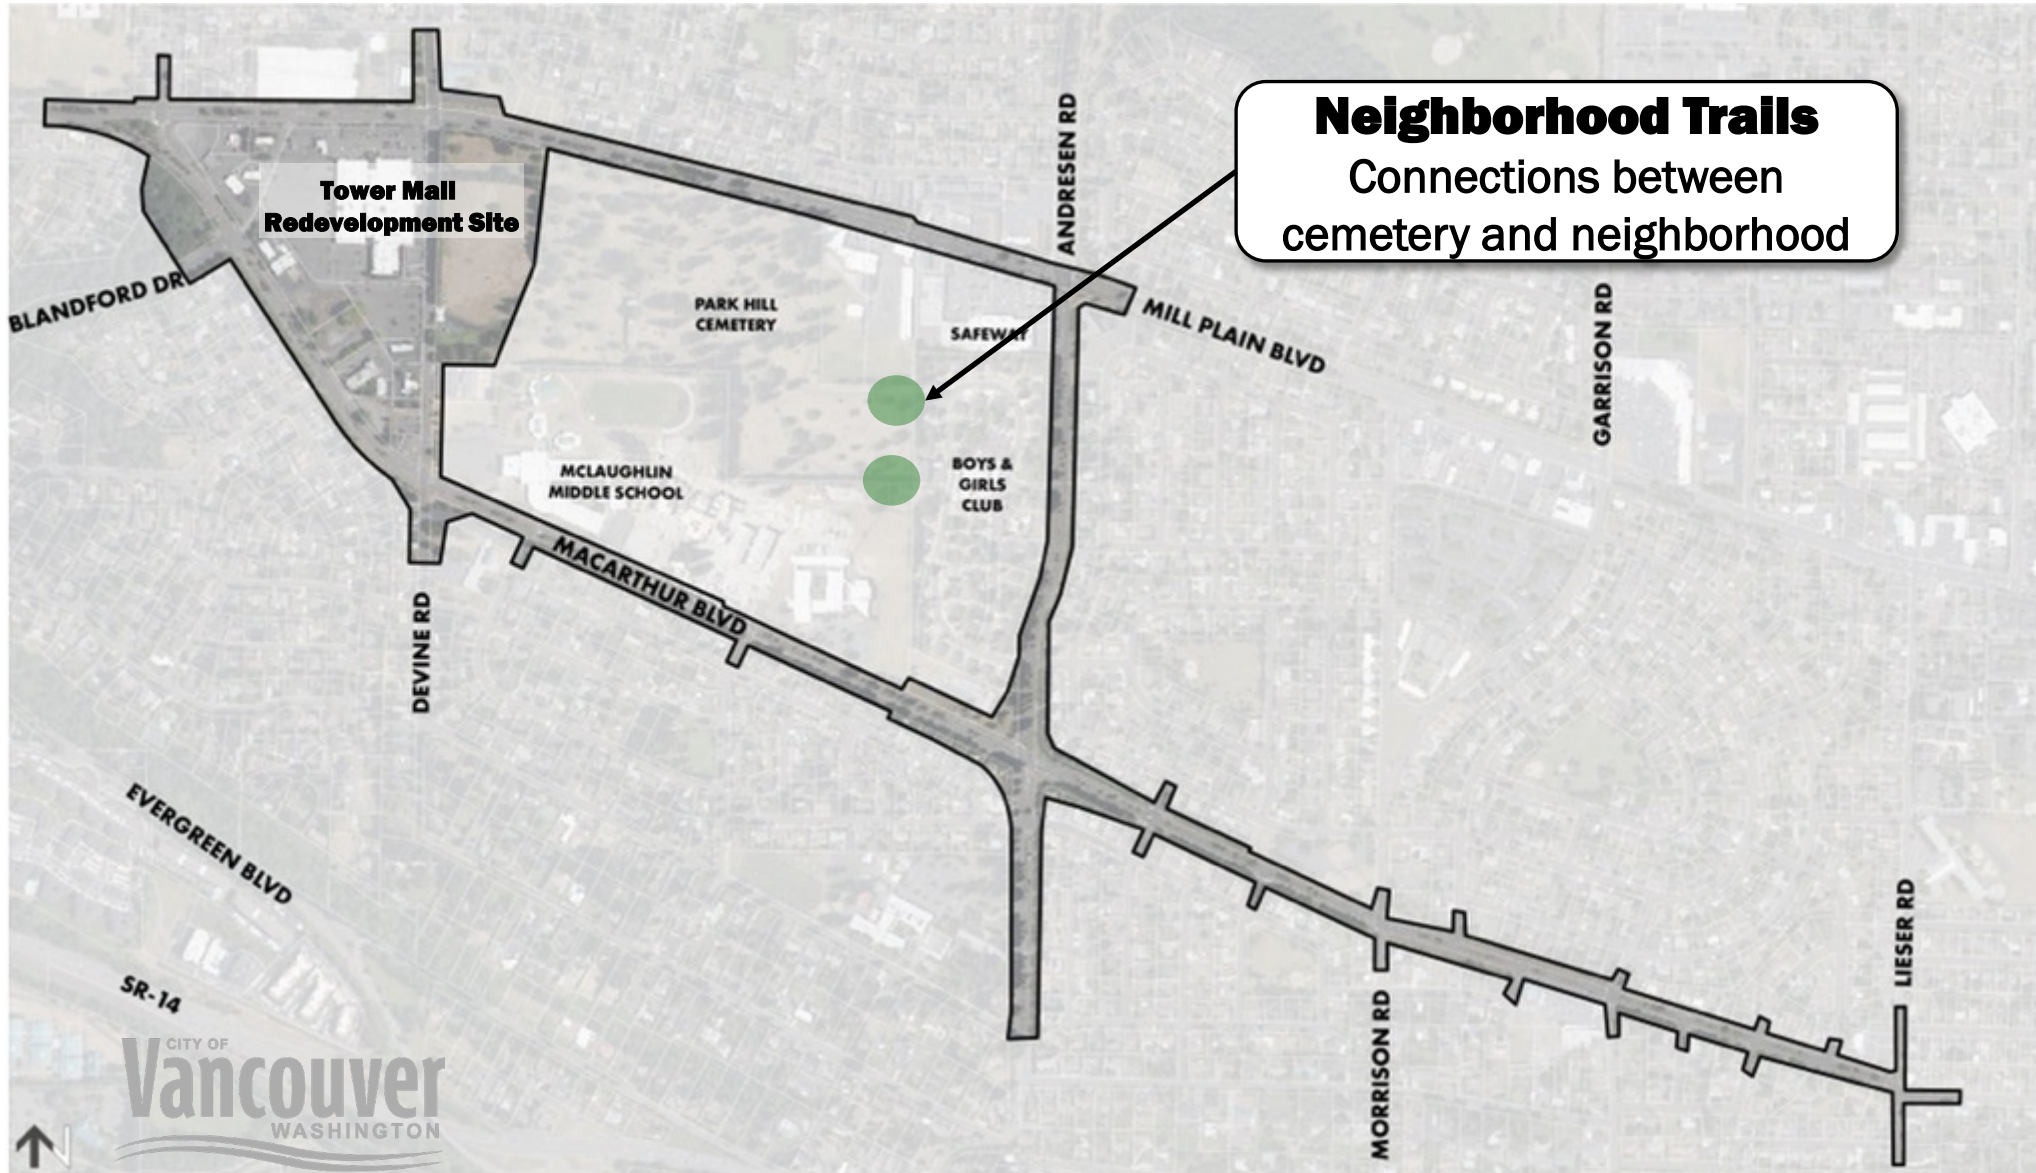 Neighborhood Trails
Connections between
cemetery and neighborhood
ANDRESEN RD
Tower Mall
Redevelopment Site
BLANDFORD DR
PARK HILL
CEMETERY
SAFEWAY
MILL PLAIN BLVD
GARRISON RD
MCLAUGHLIN
MIDDLE SCHOOL
BOYS &
GIRLS
CLUB
MACARTHUR BLVD
DEVINE RD
EVERGREEN BLVD
SR-14
LIESER RD
MORRISON RD
CITY OF
Vancouver
WASHINGTON
N